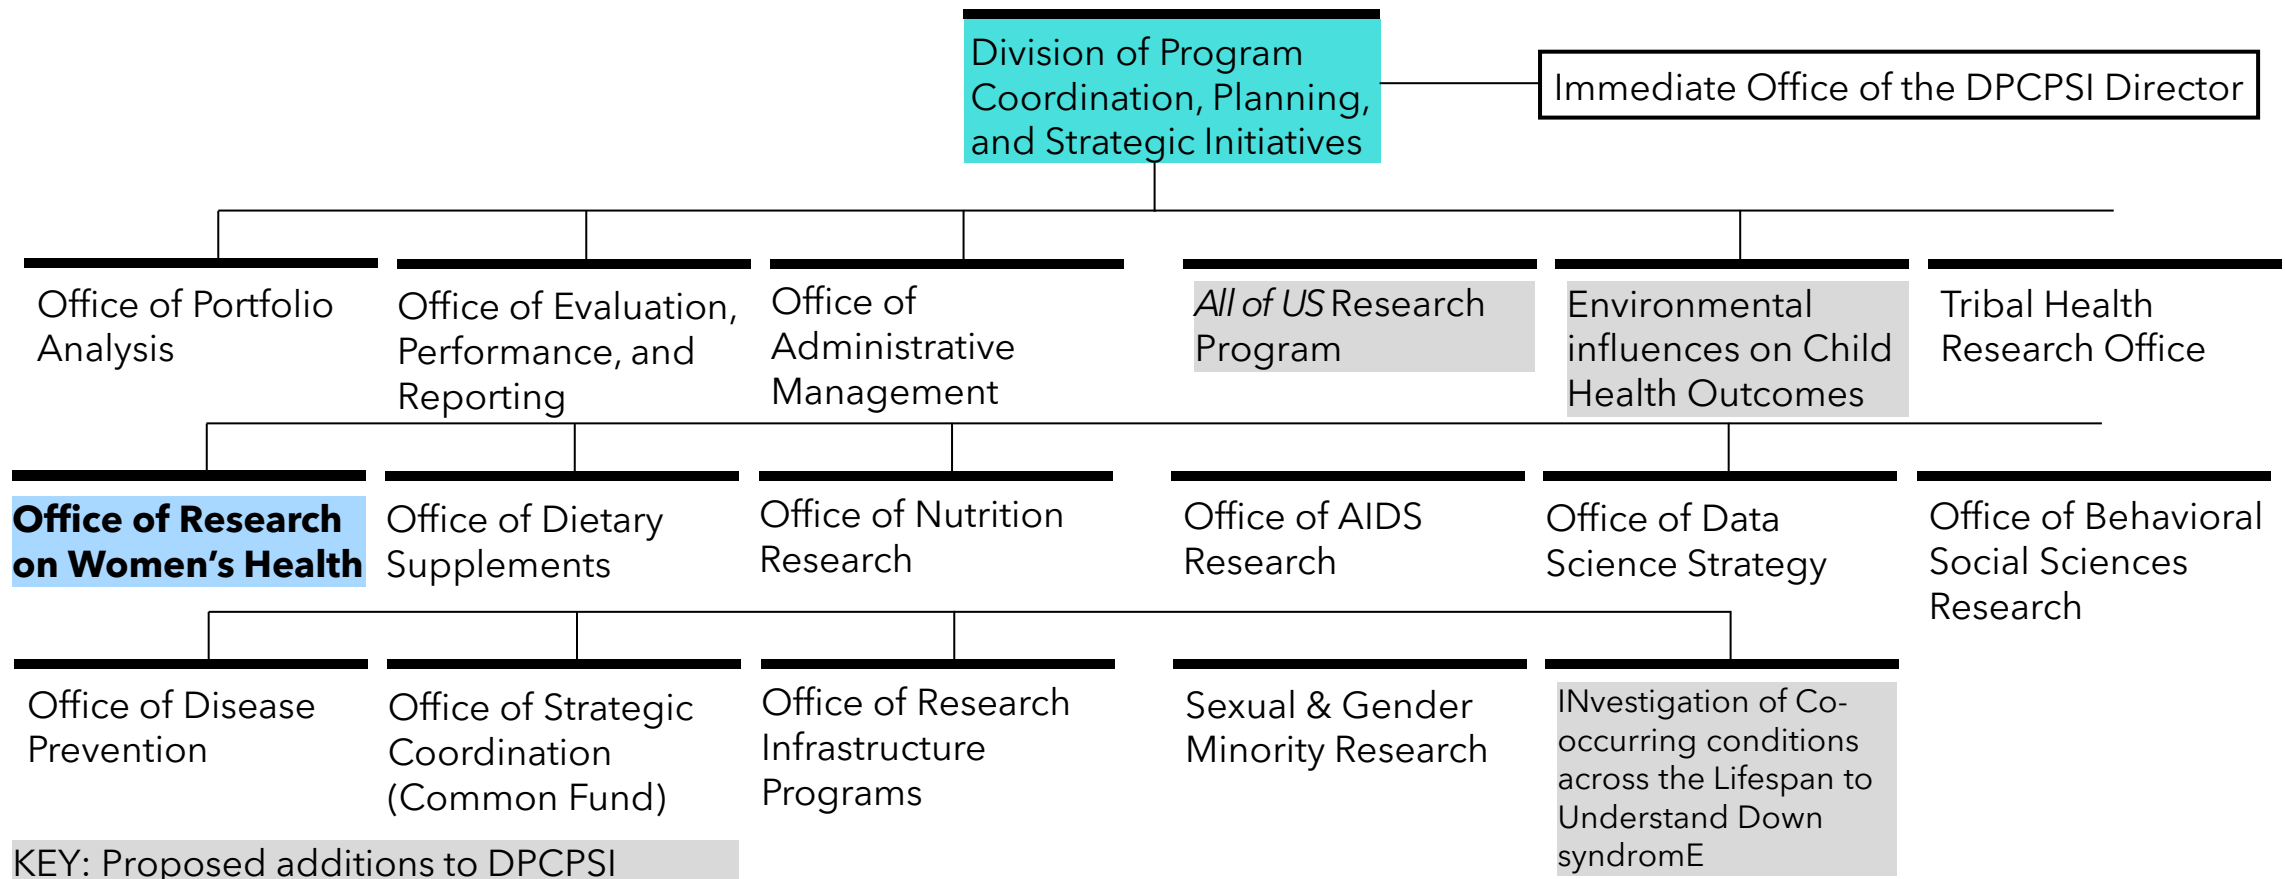 Division of Program
Coordination, Planning,
and Strategic Initiatives
Immediate Office of the DPCPSI Director
Office of Portfolio
Analysis
Office of Evaluation,
Performance, and
Reporting
Office of
Administrative
Management
All of US Research
Program
Environmental
influences on Child
Health Outcomes
Tribal Health
Research Office
Office of Research
on Women’s Health
Office of Dietary
Supplements
Office of Nutrition
Research
Office of AIDS
Research
Office of Data
Science Strategy
Office of Behavioral
Social Sciences
Research
Office of Disease
Prevention
Office of Strategic
Coordination
(Common Fund)
Office of Research
Infrastructure
Programs
Sexual & Gender
Minority Research
INvestigation of Co-
occurring conditions
across the Lifespan to
Understand Down
syndromE
KEY: Proposed additions to DPCPSI